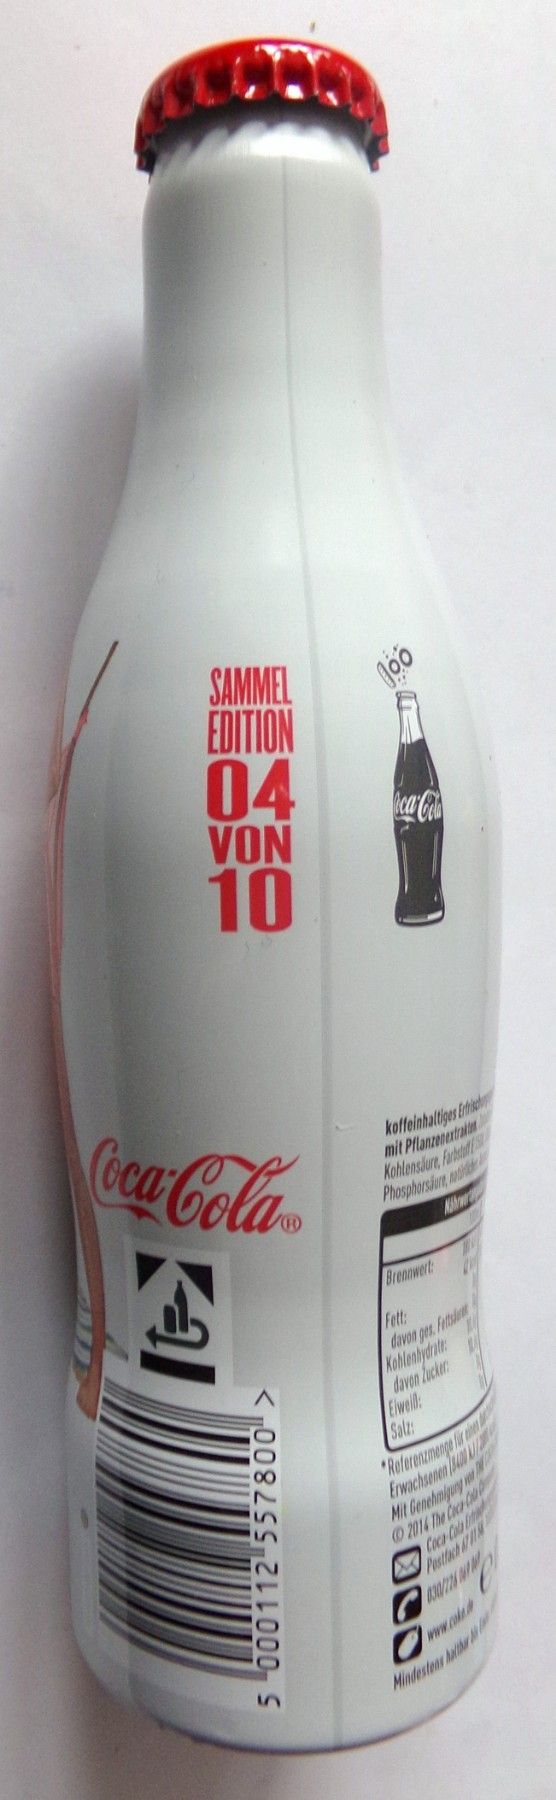 SAMMEL
EDITION
04
VON
10
100
Coca-Cola
Coca-Cola®
5 000112 557800 >
koffeinhaltiges
mit Pflanzenextrakten.
Kohlensäure, Farbstoff
Phosphorsäure,
Brennwert:
Fett:
davon ges. Fettsäuren:
Kohlenhydrate:
davon Zucker:
Eiweiß:
Salz:
*Referenzmenge für einen
Erwachsenen
Mit Genehmigung von
© 2014 The Coca-Cola
Coca-Cola
Postfach
www.coke.de
Mindestens haltbar bis